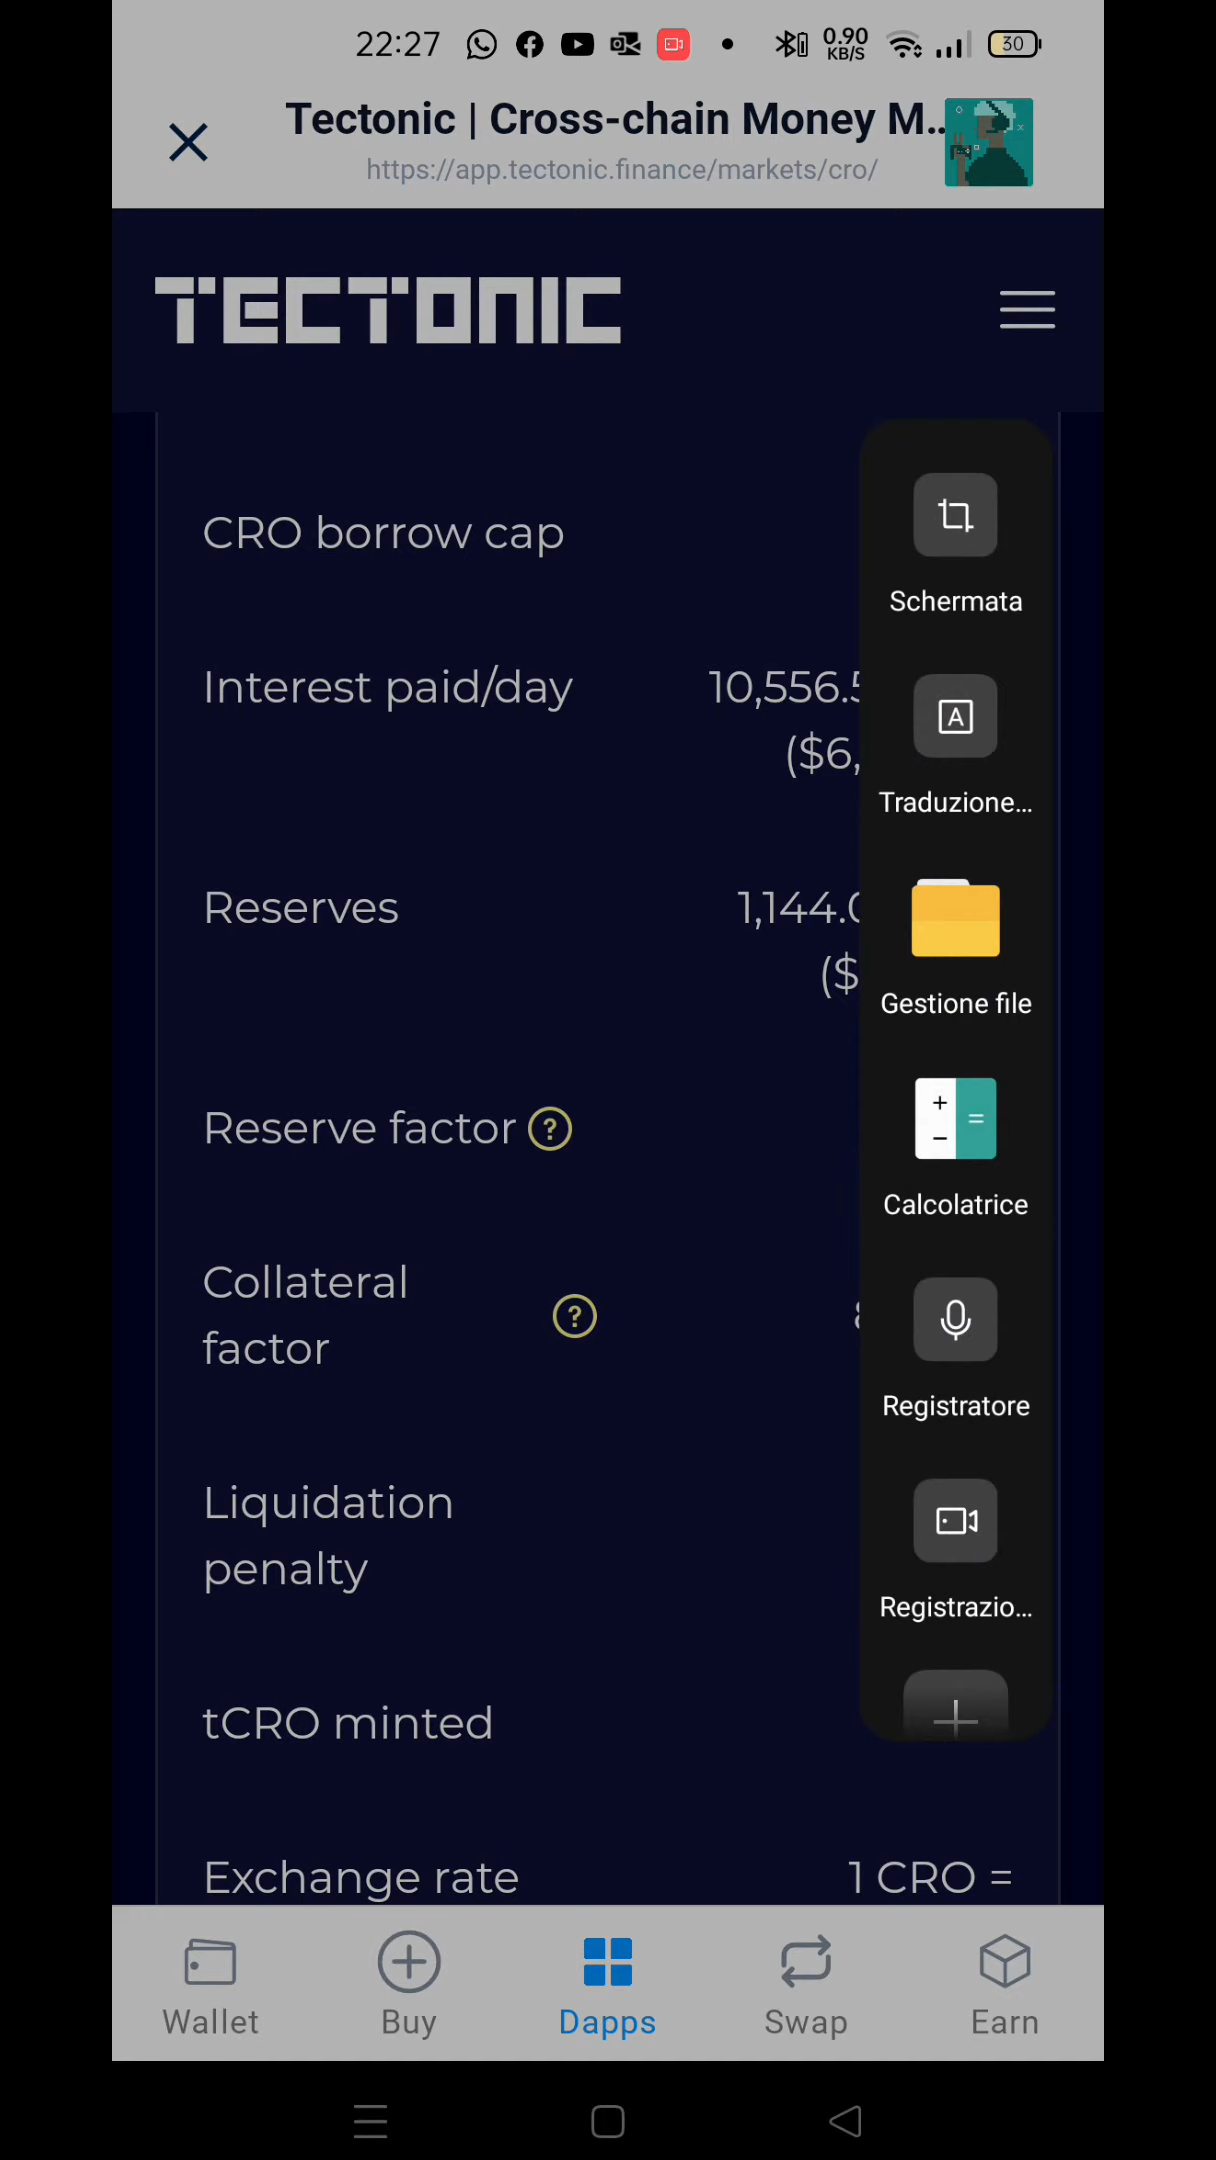 22:27
0.90
KB/S
30
Tectonic | Cross-chain Money M...
https://app.tectonic.finance/markets/cro/
TECTONIC
CRO borrow cap
Schermata
Interest paid/day
10,556.5
($6,
A
Traduzione...
Reserves
1,144.0
($
Gestione file
Reserve factor ?
Calcolatrice
Collateral
factor
?
Registratore
Liquidation
penalty
Registrazio...
tCRO minted
Exchange rate
1 CRO =
Wallet
Buy
Dapps
Swap
Earn